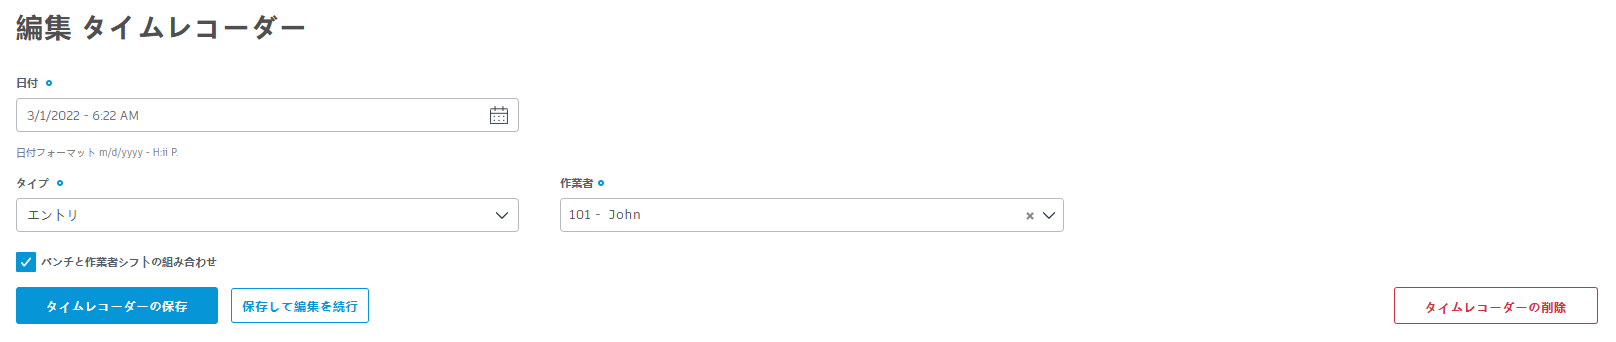 編集 タイムレコーダー
日付
3/1/2022 - 6:22 AM
日付フォーマット m/d/yyyy - H:ii P.
タイプ
作業者
エントリ
101 - John
パンチと作業者シフトの組み合わせ
タイムレコーダーの保存
保存して編集を続行
タイムレコーダーの削除